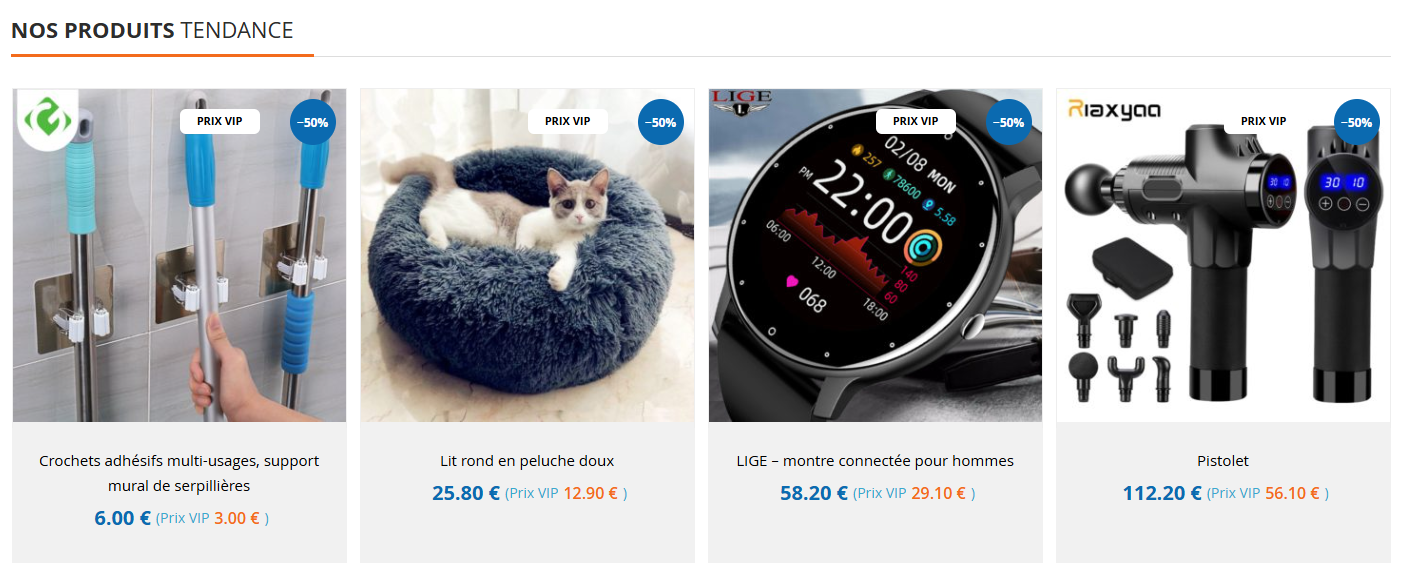 NOS PRODUITS TENDANCE
PRIX VIP
–50%
Crochets adhésifs multi-usages, support
mural de serpillières
6.00 € (Prix VIP 3.00 € )
PRIX VIP
–50%
Lit rond en peluche doux
25.80 € (Prix VIP 12.90 € )
LIGE
PRIX VIP
–50%
02/08 MON
257
78600
5.58
PM 22:00
06:00
12:00
18:00
140
80
60
068
LIGE – montre connectée pour hommes
58.20 € (Prix VIP 29.10 € )
Riaxyaa
PRIX VIP
–50%
30 10
30 10
Pistolet
112.20 € (Prix VIP 56.10 € )